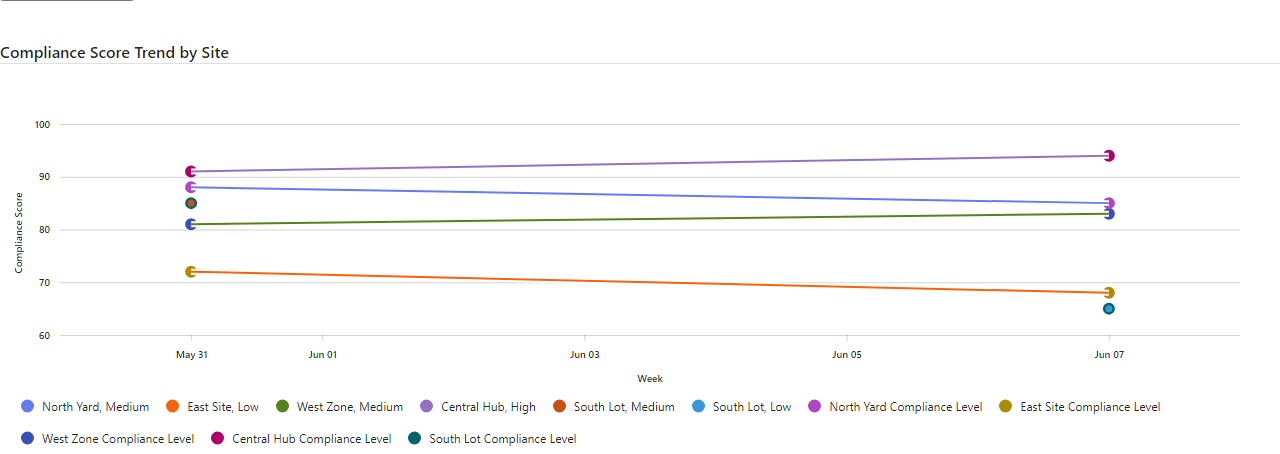 Compliance Score Trend by Site
100
90
80
70
60
Compliance Score
May 31 Jun 01 Jun 03 Jun 05 Jun 07
Week
North Yard, Medium East Site, Low West Zone, Medium Central Hub, High South Lot, Medium South Lot, Low North Yard Compliance Level East Site Compliance Level
West Zone Compliance Level Central Hub Compliance Level South Lot Compliance Level